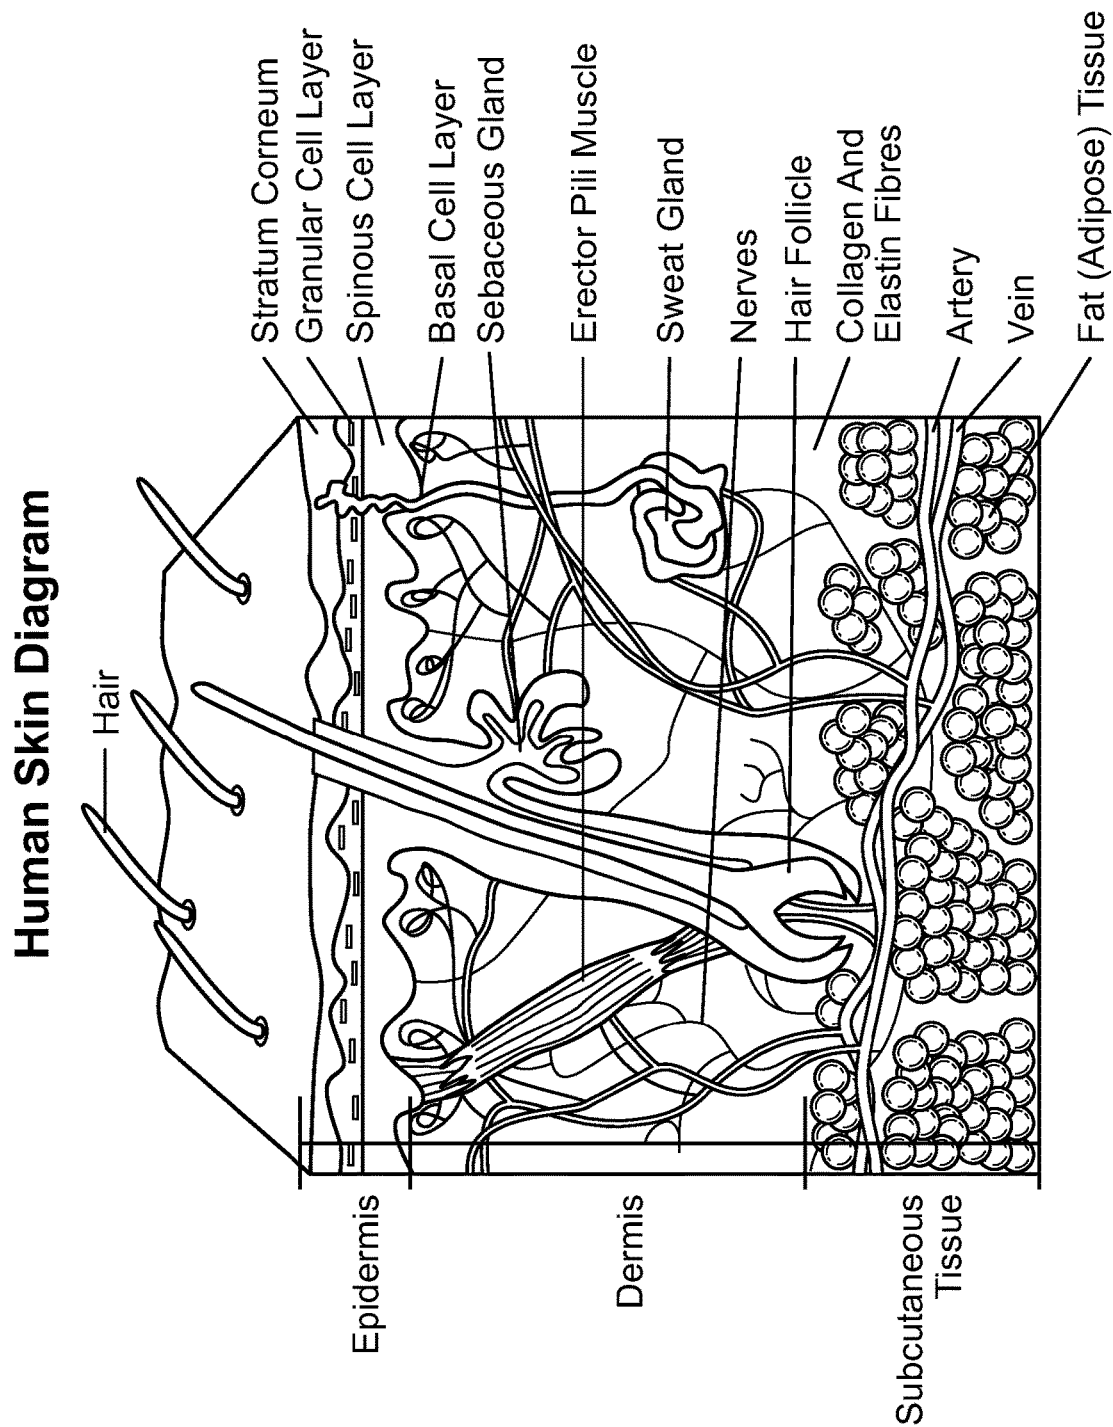 Human Skin Diagram
Hair
Stratum Corneum
Granular Cell Layer
Spinous Cell Layer
Basal Cell Layer
Sebaceous Gland
Erector Pili Muscle
Sweat Gland
Nerves
Hair Follicle
Collagen And
Elastin Fibres
Artery
Vein
Fat (Adipose) Tissue
Epidermis
Dermis
Subcutaneous
Tissue